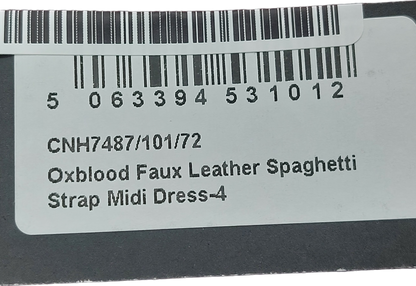 5 063394 531012
CNH7487/101/72
Oxblood Faux Leather Spaghetti
Strap Midi Dress-4